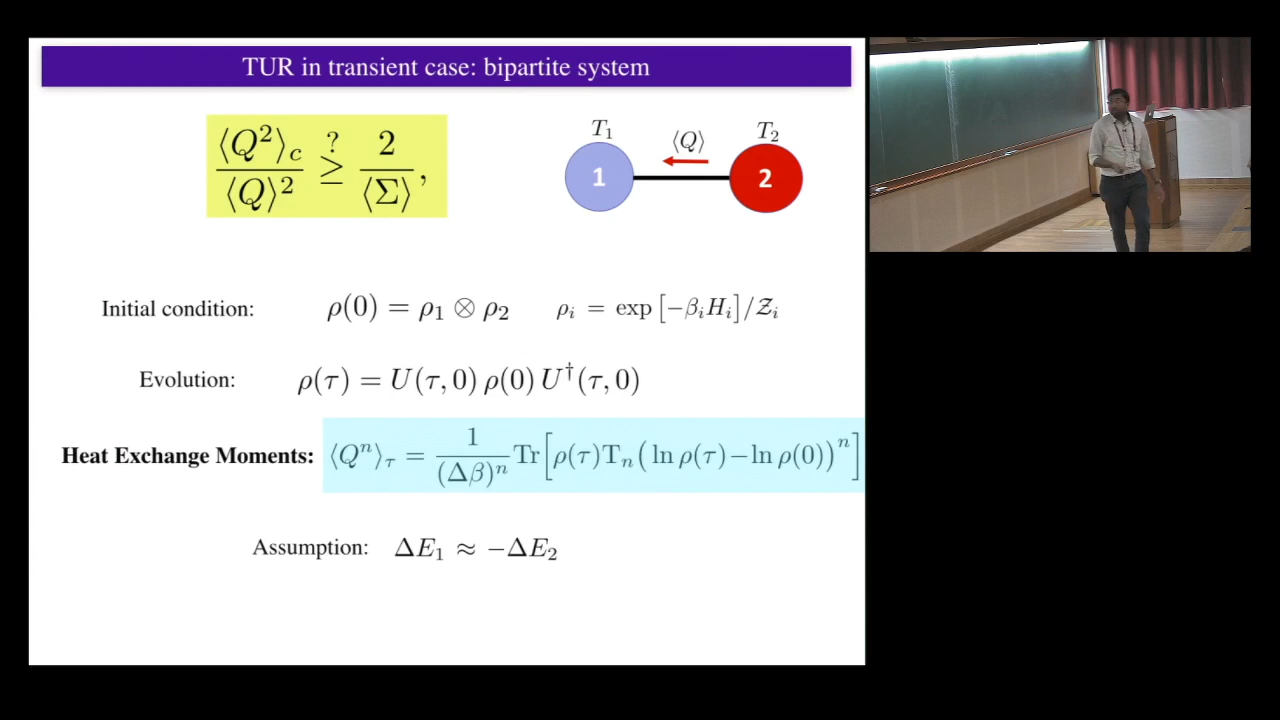 TUR in transient case: bipartite system
⟨Q²⟩_c / ⟨Q⟩² ≥^? 2 / ⟨Σ⟩,
T₁ ⟨Q⟩ T₂
1 2
Initial condition: ρ(0) = ρ₁ ⊗ ρ₂ ρ_i = exp[−β_i H_i]/𝒵_i
Evolution: ρ(τ) = U(τ,0) ρ(0) U†(τ,0)
Heat Exchange Moments: ⟨Qⁿ⟩_τ = 1/(Δβ)ⁿ Tr[ρ(τ)T_n(ln ρ(τ)−ln ρ(0))ⁿ]
Assumption: ΔE₁ ≈ −ΔE₂